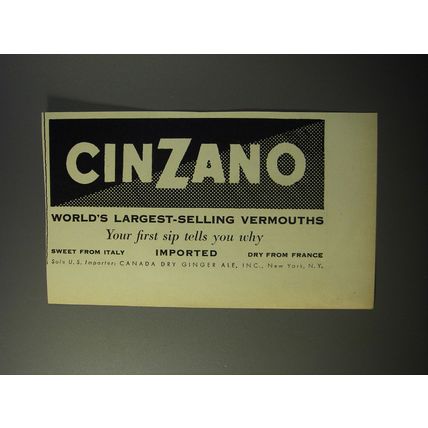 CINZANO
WORLD'S LARGEST-SELLING VERMOUTHS
Your first sip tells you why
SWEET FROM ITALY IMPORTED DRY FROM FRANCE
Sole U.S. Importer: CANADA DRY GINGER ALE, INC., New York, N.Y.